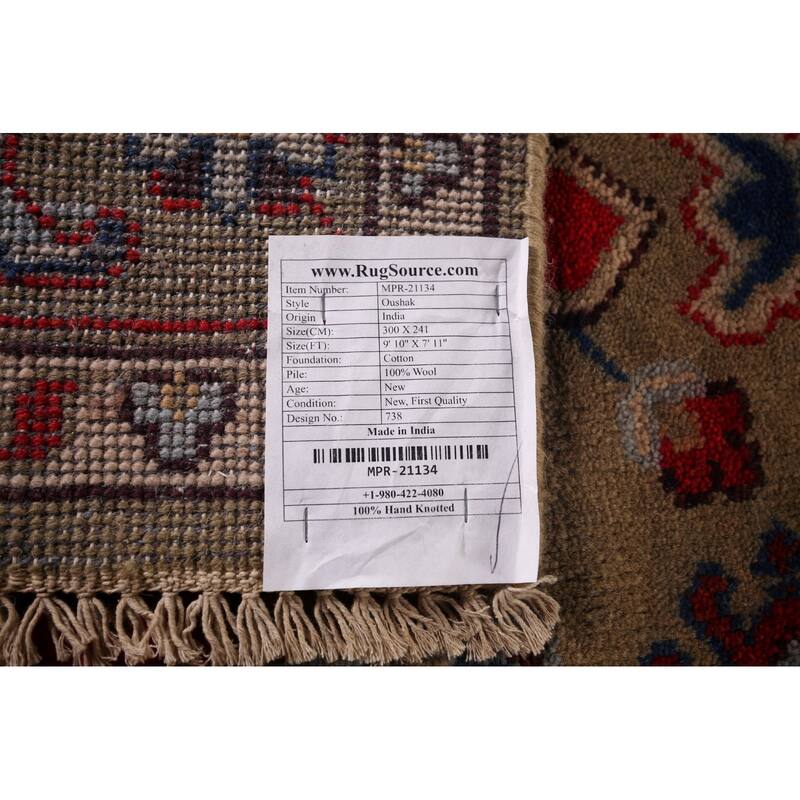 www.RugSource.com
Item Number: MPR-21134
Style Oushak
Origin India
Size(CM): 300 X 241
Size(FT): 9' 10" X 7' 11"
Foundation: Cotton
Pile: 100% Wool
Age: New
Condition: New, First Quality
Design No.: 738
Made in India
MPR-21134
+1-980-422-4080
100% Hand Knotted